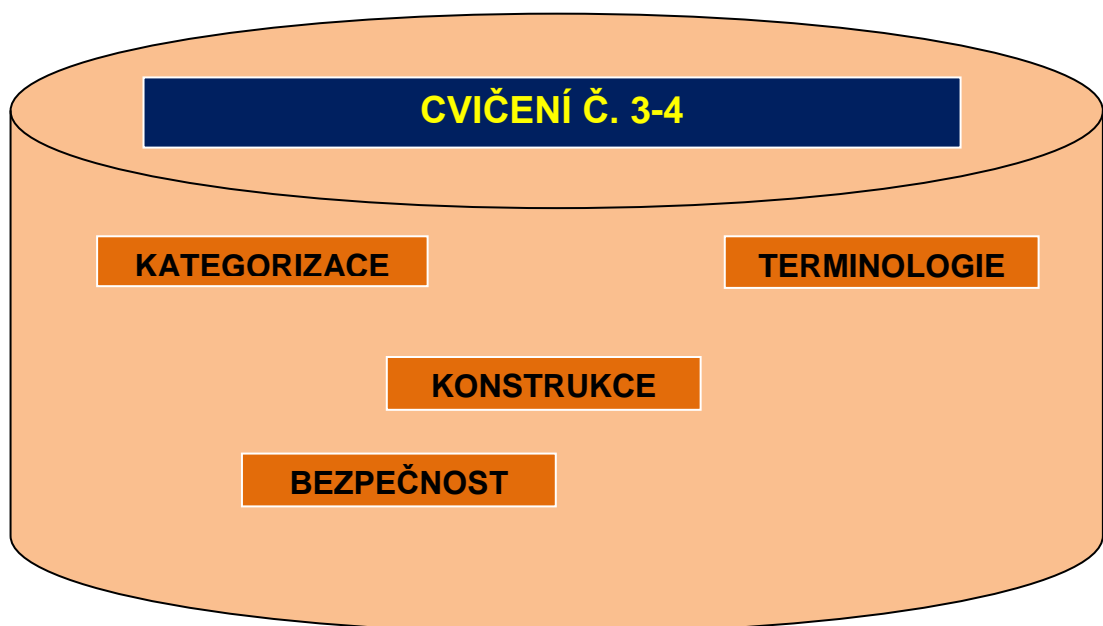 CVIČENÍ Č. 3-4
KATEGORIZACE
TERMINOLOGIE
KONSTRUKCE
BEZPEČNOST